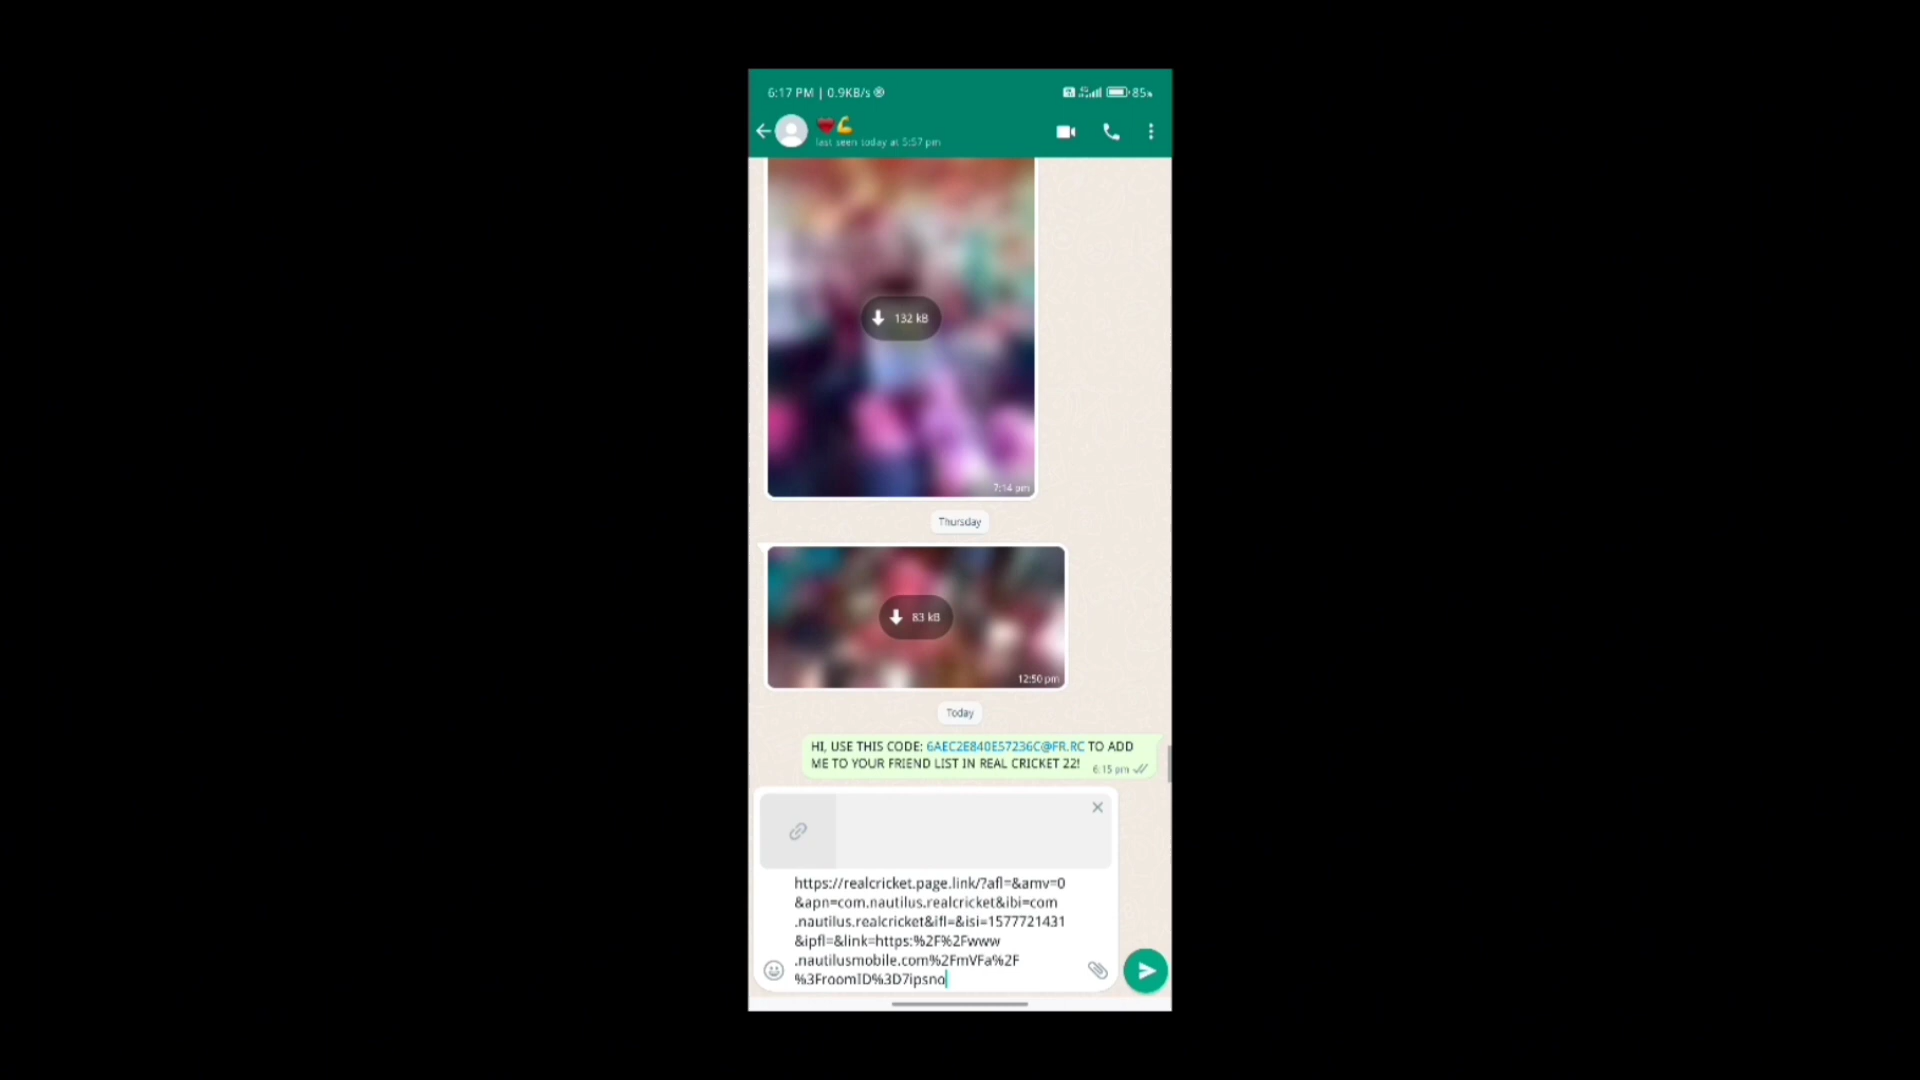 6:17 PM | 0.9KB/s
85%
last seen today at 5:57 pm
132 kB
7:14 pm
Thursday
83 kB
12:50 pm
Today
HI, USE THIS CODE: 6AEC2E840E57236C@FR.RC TO ADD
ME TO YOUR FRIEND LIST IN REAL CRICKET 22!
6:15 pm
https://realcricket.page.link/?afl=&amv=0
&apn=com.nautilus.realcricket&ibi=com
.nautilus.realcricket&ifl=&isi=1577721431
&ipfl=&link=https:%2F%2Fwww
.nautilusmobile.com%2FmVFa%2F
%3FroomID%3D7ipsno